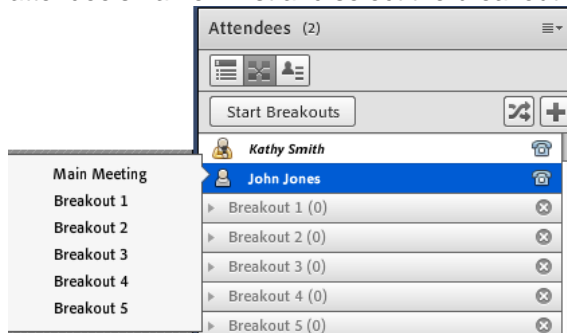 Attendees (2)
Start Breakouts
Kathy Smith
John Jones
Main Meeting
Breakout 1
Breakout 2
Breakout 3
Breakout 4
Breakout 5
Breakout 1 (0)
Breakout 2 (0)
Breakout 3 (0)
Breakout 4 (0)
Breakout 5 (0)